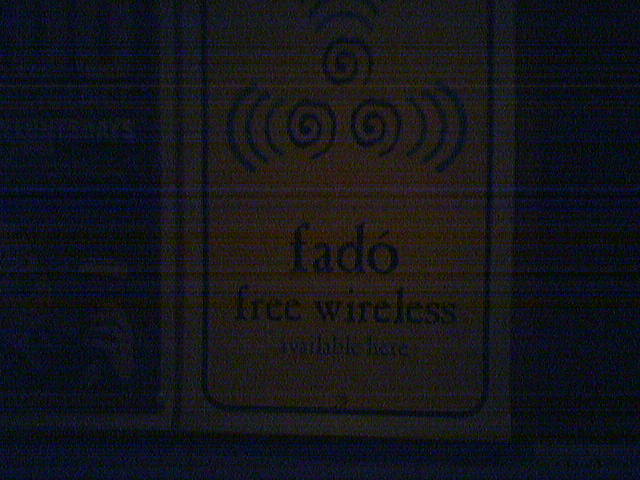 fadó
free wireless
available here